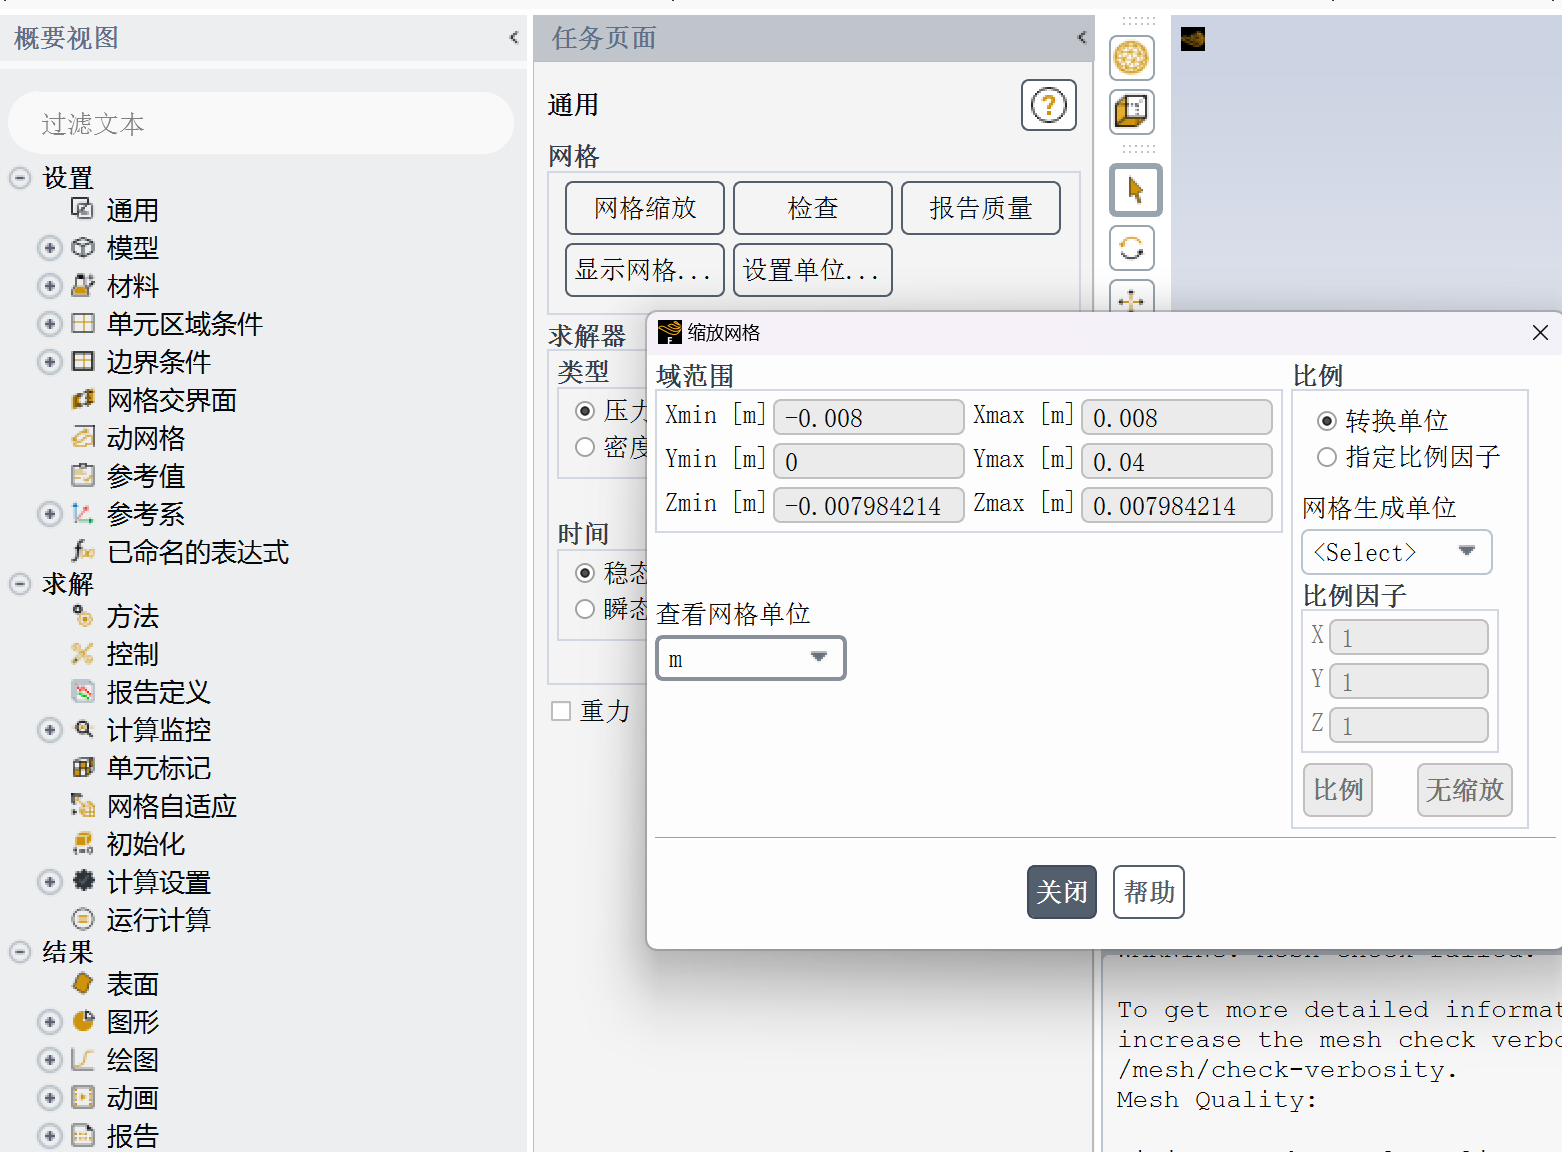 概要视图
过滤文本
设置
通用
模型
材料
单元区域条件
边界条件
网格交界面
动网格
参考值
参考系
已命名的表达式
求解
方法
控制
报告定义
计算监控
单元标记
网格自适应
初始化
计算设置
运行计算
结果
表面
图形
绘图
动画
报告
任务页面
通用
网格
网格缩放
检查
报告质量
显示网格...
设置单位...
求解器
类型
压力
密度
时间
稳态
瞬态
重力
缩放网格
域范围
Xmin [m] -0.008 Xmax [m] 0.008
Ymin [m] 0 Ymax [m] 0.04
Zmin [m] -0.007984214 Zmax [m] 0.007984214
查看网格单位
m
比例
转换单位
指定比例因子
网格生成单位
<Select>
比例因子
X 1
Y 1
Z 1
比例 无缩放
关闭 帮助
To get more detailed informat
increase the mesh check verbo
/mesh/check-verbosity.
Mesh Quality: